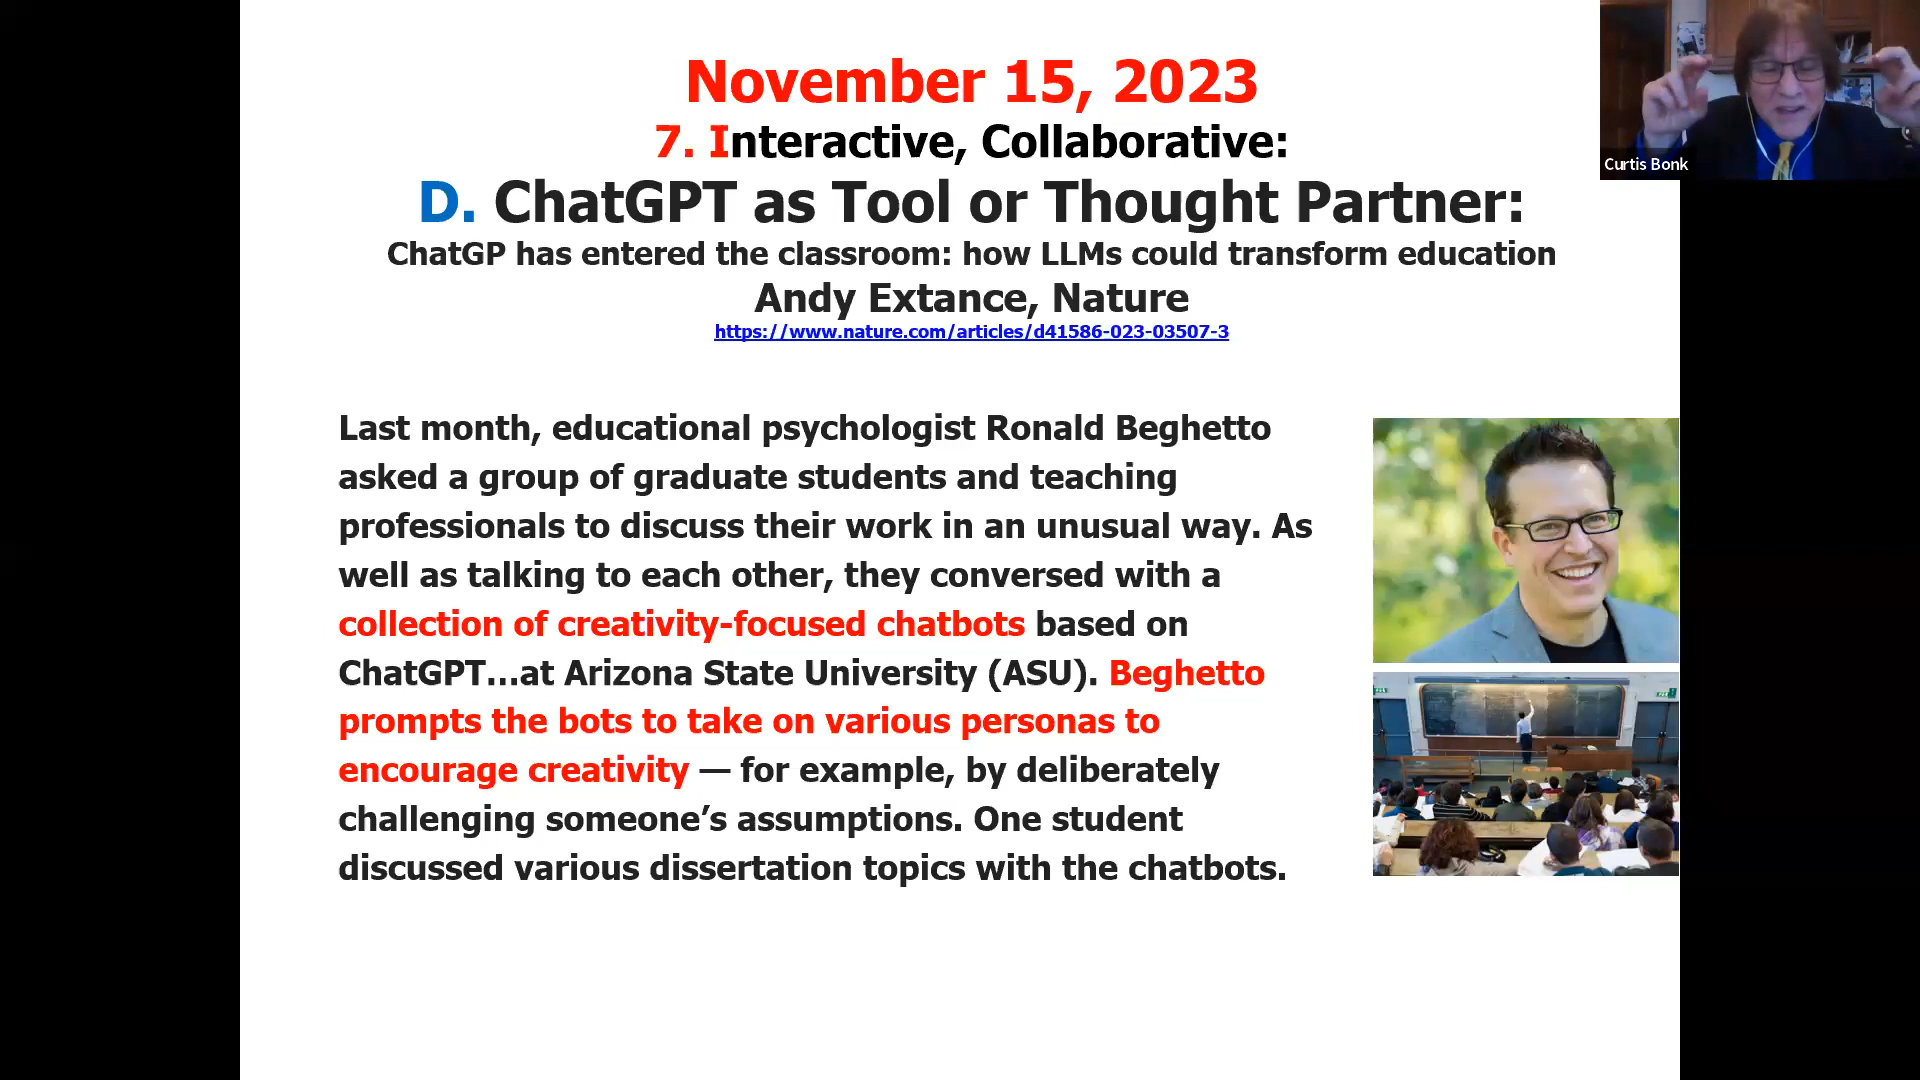 November 15, 2023
7. Interactive, Collaborative:
D. ChatGPT as Tool or Thought Partner:
ChatGP has entered the classroom: how LLMs could transform education
Andy Extance, Nature
https://www.nature.com/articles/d41586-023-03507-3
Curtis Bonk
Last month, educational psychologist Ronald Beghetto
asked a group of graduate students and teaching
professionals to discuss their work in an unusual way. As
well as talking to each other, they conversed with a
collection of creativity-focused chatbots based on
ChatGPT...at Arizona State University (ASU). Beghetto
prompts the bots to take on various personas to
encourage creativity — for example, by deliberately
challenging someone’s assumptions. One student
discussed various dissertation topics with the chatbots.